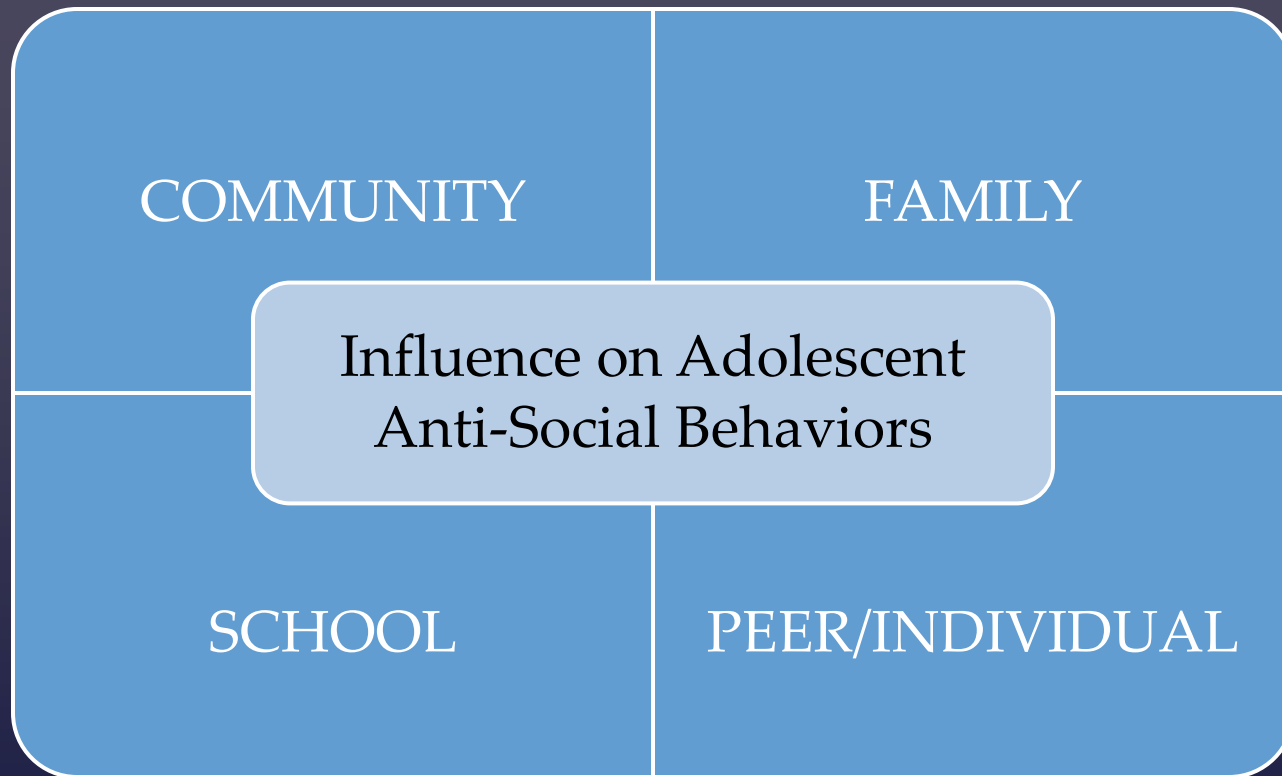 COMMUNITY
FAMILY
Influence on Adolescent
Anti-Social Behaviors
SCHOOL
PEER/INDIVIDUAL